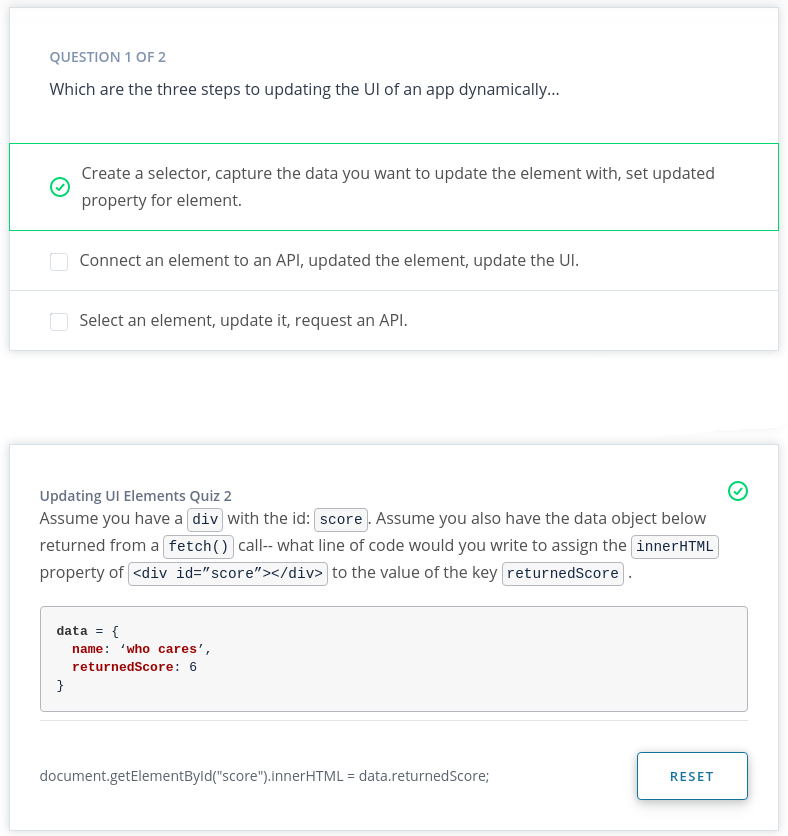 QUESTION 1 OF 2
Which are the three steps to updating the UI of an app dynamically...
Create a selector, capture the data you want to update the element with, set updated
property for element.
Connect an element to an API, updated the element, update the UI.
Select an element, update it, request an API.
Updating UI Elements Quiz 2
Assume you have a div with the id: score. Assume you also have the data object below
returned from a fetch() call-- what line of code would you write to assign the innerHTML
property of <div id=”score”></div> to the value of the key returnedScore .
data = {
  name: ‘who cares’,
  returnedScore: 6
}
document.getElementById("score").innerHTML = data.returnedScore;
RESET